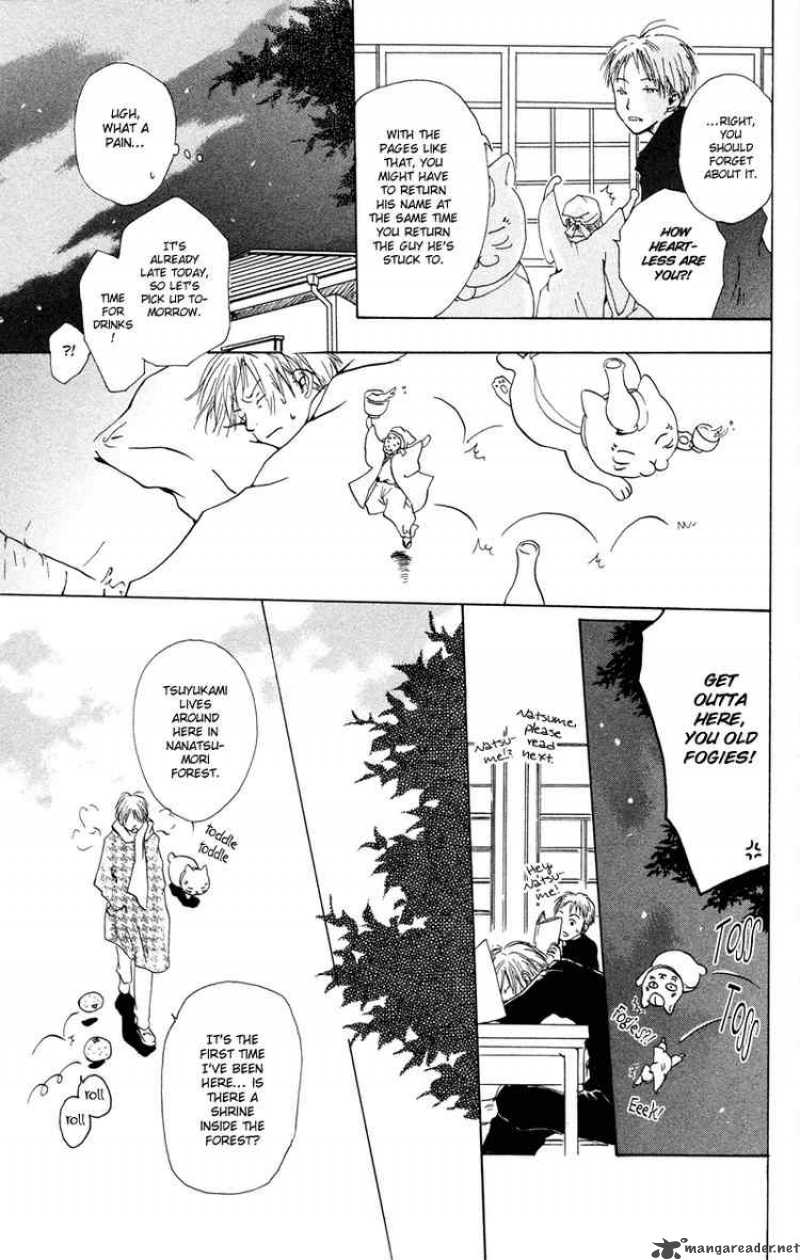 ...RIGHT,
YOU
SHOULD
FORGET
ABOUT IT.
HOW
HEART-
LESS ARE
YOU?!
WITH THE
PAGES LIKE
THAT, YOU
MIGHT HAVE
TO RETURN
HIS NAME AT
THE SAME TIME
YOU RETURN
THE GUY HE'S
STUCK TO.
UGH,
WHAT A
PAIN...
IT'S
ALREADY
LATE TODAY,
SO LET'S
PICK UP TO-
MORROW.
TIME
FOR
DRINKS
!
?!
GET
OUTTA
HERE,
YOU OLD
FOGIES!
TOSS
TOSS
Fogies?!
Eeek!
Natsume,
please
read
next.
Natsu-
me!?
Hey,
Natsu-
me!
TSUYUKAMI
LIVES
AROUND
HERE IN
NANATSU-
MORI
FOREST.
toddle
toddle
IT'S THE
FIRST TIME
I'VE BEEN
HERE... IS
THERE A
SHRINE
INSIDE THE
FOREST?
roll
roll
mangareader.net